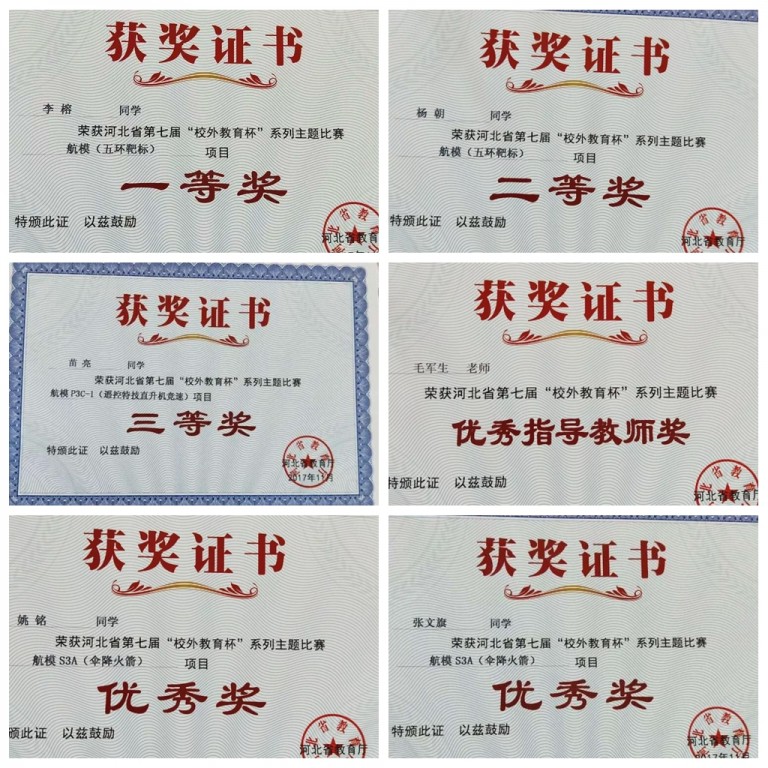 获奖证书
李榕 同学
荣获河北省第七届“校外教育杯”系列主题比赛
航模（五环靶标） 项目
一等奖
特颁此证 以兹鼓励
河北省教育厅
获奖证书
杨朝 同学
荣获河北省第七届“校外教育杯”系列主题比赛
航模（五环靶标） 项目
二等奖
特颁此证 以兹鼓励
河北省教育厅
获奖证书
苗亮 同学
荣获河北省第七届“校外教育杯”系列主题比赛
航模P3C-1（遥控特技直升机竞速）项目
三等奖
特颁此证 以兹鼓励
河北省教育厅
2017年11月
获奖证书
毛军生 老师
荣获河北省第七届“校外教育杯”系列主题比赛
优秀指导教师奖
特颁此证 以兹鼓励
河北省教育厅
获奖证书
姚铭 同学
荣获河北省第七届“校外教育杯”系列主题比赛
航模S3A（伞降火箭） 项目
优秀奖
颁此证 以兹鼓励
河北省教育厅
获奖证书
张文旗 同学
荣获河北省第七届“校外教育杯”系列主题比赛
航模S3A（伞降火箭） 项目
优秀奖
特颁此证 以兹鼓励
河北省教育厅
2017年11月